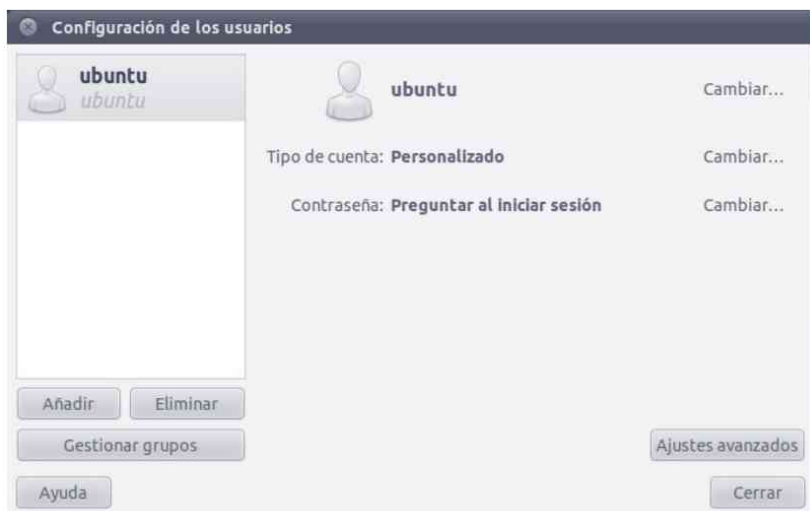 Configuración de los usuarios
ubuntu
ubuntu
ubuntu
Cambiar...
Tipo de cuenta: Personalizado
Cambiar...
Contraseña: Preguntar al iniciar sesión
Cambiar...
Añadir
Eliminar
Gestionar grupos
Ajustes avanzados
Ayuda
Cerrar